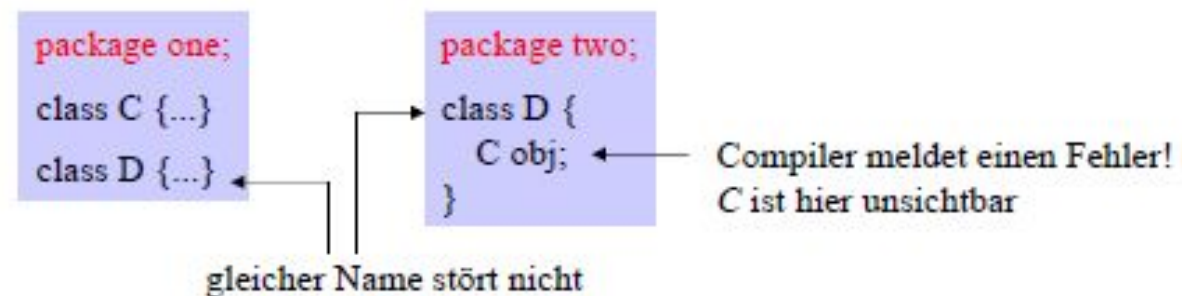 package one;
class C {...}
class D {...}
package two;
class D {
C obj;
}
Compiler meldet einen Fehler!
C ist hier unsichtbar
gleicher Name stört nicht